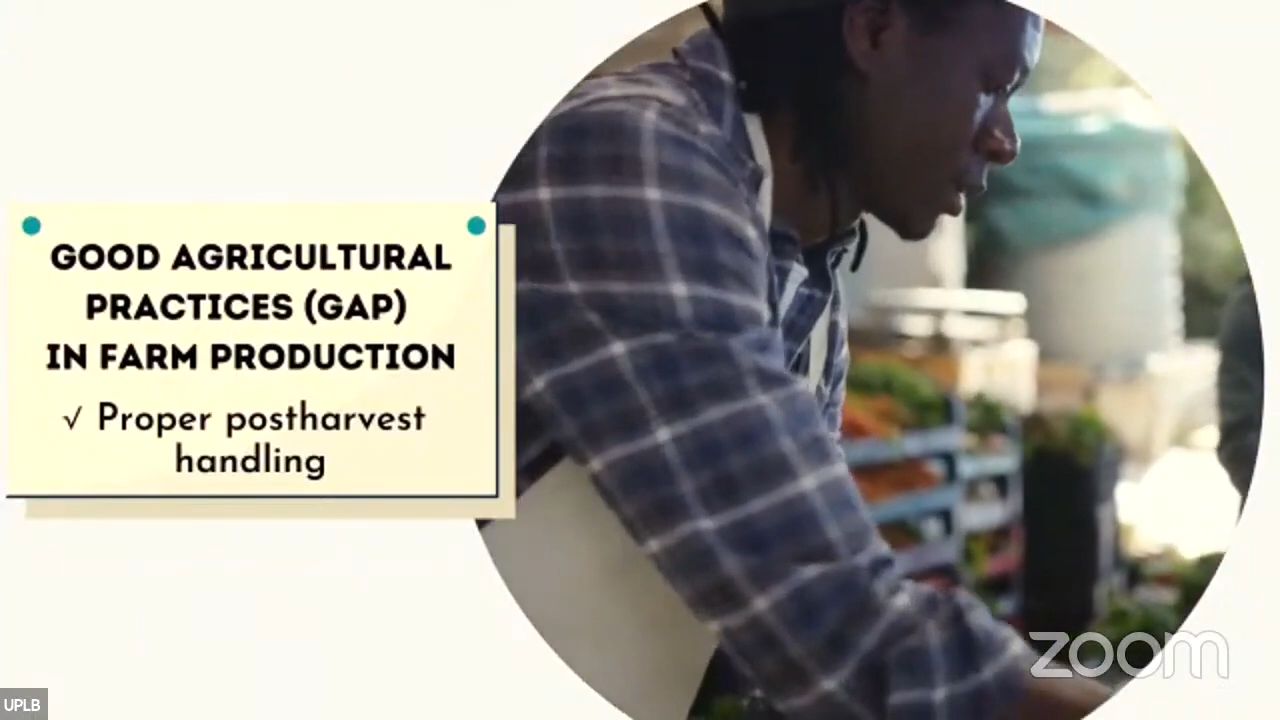 GOOD AGRICULTURAL
PRACTICES (GAP)
IN FARM PRODUCTION
√ Proper postharvest
handling
zoom
UPLB